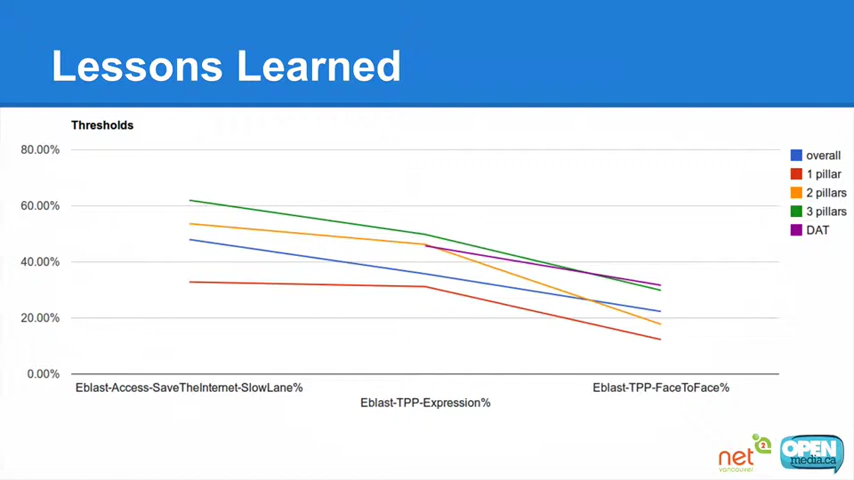 Lessons Learned
Thresholds
80.00%
60.00%
40.00%
20.00%
0.00%
Eblast-Access-SaveTheInternet-SlowLane%
Eblast-TPP-Expression%
Eblast-TPP-FaceToFace%
overall
1 pillar
2 pillars
3 pillars
DAT
net2
vancouver
OPEN
media.ca